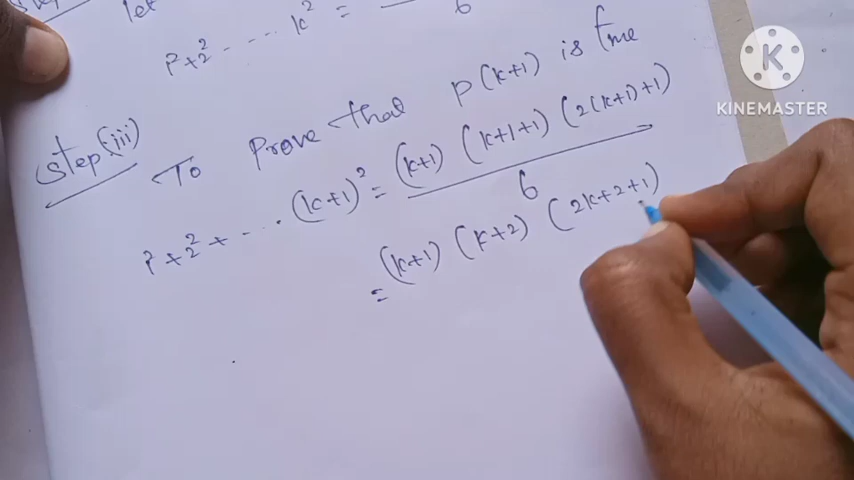 let
1²+2² ---- k² = 6
Step (iii)
To prove that p(k+1) is true
1²+2²+ --- (k+1)² = (k+1) (k+1+1) (2(k+1)+1)
6
= (k+1) (k+2) (2k+2+1)
K
KINEMASTER